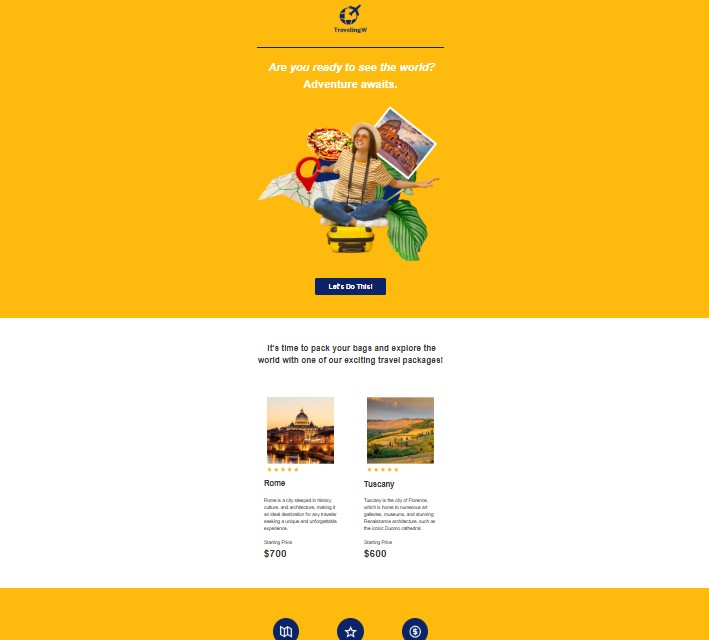 TravelingW
Are you ready to see the world?
Adventure awaits.
Let's Do This!
It's time to pack your bags and explore the
world with one of our exciting travel packages!
Rome
Rome is a city steeped in history,
culture, and architecture, making it
an ideal destination for any traveler
seeking a unique and unforgettable
experience.
Starting Price
$700
Tuscany
Tuscany is the city of Florence,
which is home to numerous art
galleries, museums, and stunning
Renaissance architecture, such as
the iconic Duomo cathedral.
Starting Price
$600